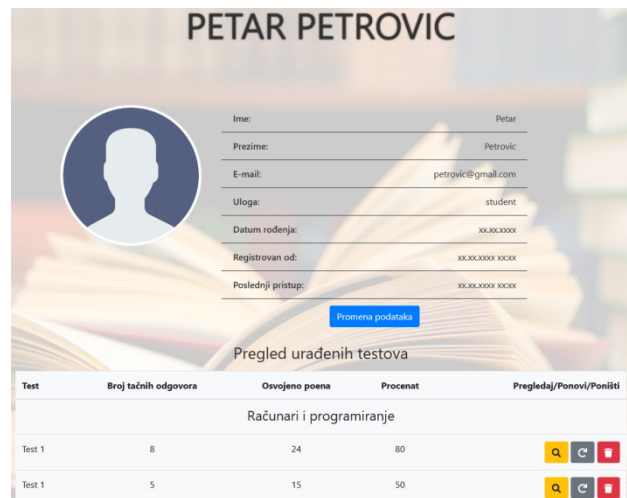 PETAR PETROVIC
Ime: Petar
Prezime: Petrovic
E-mail: petrovic@gmail.com
Uloga: student
Datum rođenja: xx.xx.xxxx
Registrovan od: xx.xx.xxxx xx:xx
Poslednji pristup: xx.xx.xxxx xx:xx
Promena podataka
Pregled urađenih testova
Test Broj tačnih odgovora Osvojeno poena Procenat Pregledaj/Ponovi/Poništi
Računari i programiranje
Test 1 8 24 80
Test 1 5 15 50